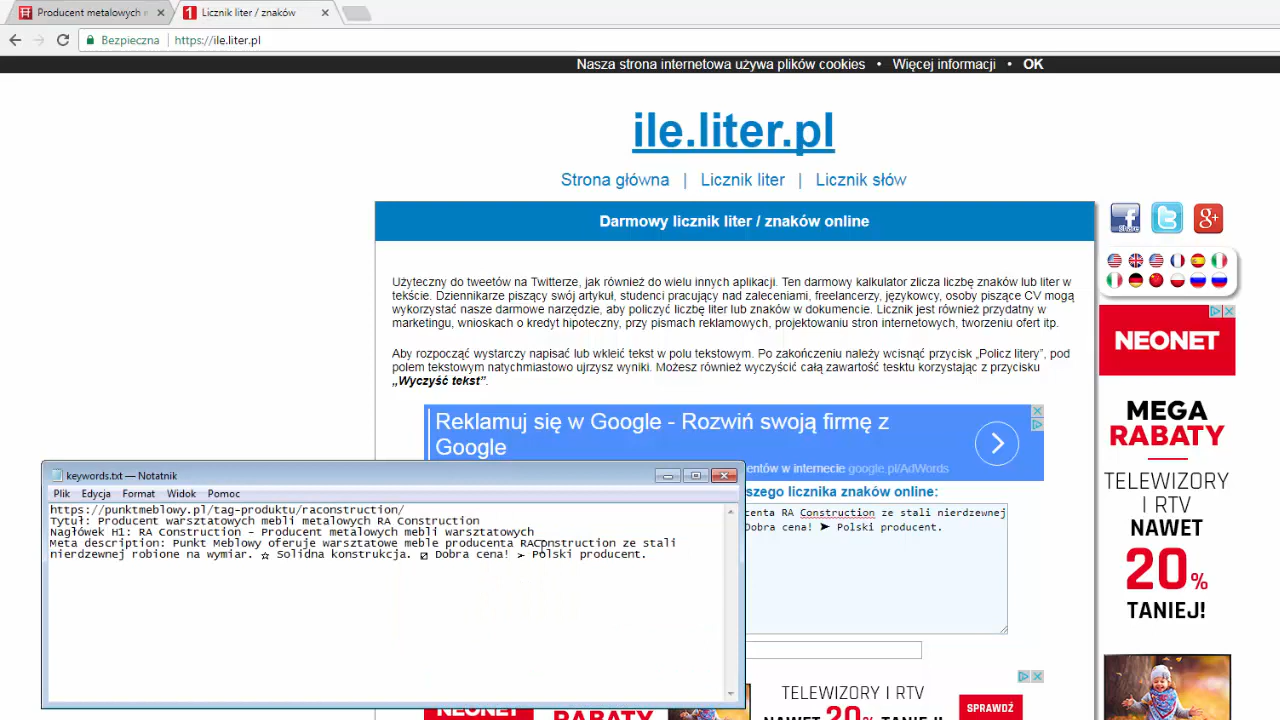 Producent metalowych m
Licznik liter / znaków
Bezpieczna
https://ile.liter.pl
Nasza strona internetowa używa plików cookies • Więcej informacji • OK
ile.liter.pl
Strona główna | Licznik liter | Licznik słów
Darmowy licznik liter / znaków online
Użyteczny do tweetów na Twitterze, jak również do wielu innych aplikacji. Ten darmowy kalkulator zlicza liczbę znaków lub liter w
tekście. Dziennikarze piszący swój artykuł, studenci pracujący nad zaleceniami, freelancerzy, językowcy, osoby piszące CV mogą
wykorzystać nasze darmowe narzędzie, aby policzyć liczbę liter lub znaków w dokumencie. Licznik jest również przydatny w
marketingu, wnioskach o kredyt hipoteczny, przy pismach reklamowych, projektowaniu stron internetowych, tworzeniu ofert itp.
Aby rozpocząć wystarczy napisać lub wkleić tekst w polu tekstowym. Po zakończeniu należy wcisnąć przycisk „Policz litery”, pod
polem tekstowym natychmiastowo ujrzysz wyniki. Możesz również wyczyścić całą zawartość tesktu korzystając z przycisku
„Wyczyść tekst”.
Reklamuj się w Google - Rozwiń swoją firmę z
Google
entów w internecie google.pl/AdWords
szego licznika znaków online:
centa RA Construction ze stali nierdzewnej
Dobra cena! ➤ Polski producent.
keywords.txt — Notatnik
Plik Edycja Format Widok Pomoc
https://punktmeblowy.pl/tag-produktu/raconstruction/
Tytuł: Producent warsztatowych mebli metalowych RA Construction
Nagłówek H1: RA Construction - Producent metalowych mebli warsztatowych
Meta description: Punkt Meblowy oferuje warsztatowe meble producenta RAConstruction ze stali
nierdzewnej robione na wymiar. ☆ Solidna konstrukcja. ☑ Dobra cena! ➤ Polski producent.
Share
NEONET
MEGA
RABATY
TELEWIZORY
I RTV
NAWET
20%
TANIEJ!
TELEWIZORY I RTV
NEONET
RABATY
NAWET 20%
SPRAWDŹ